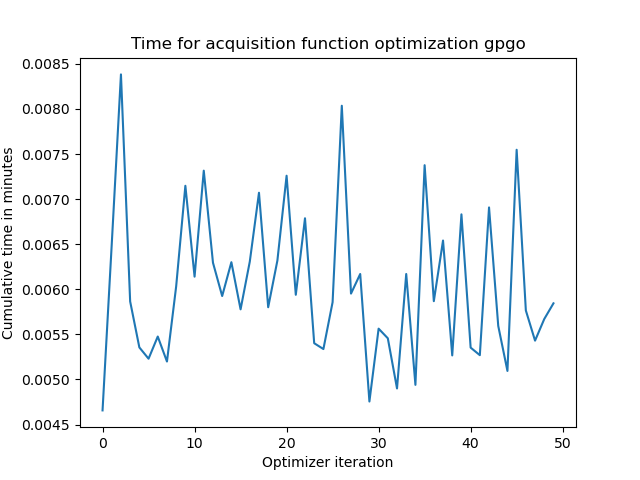 Time for acquisition function optimization gpgo
0.0085
0.0080
0.0075
0.0070
0.0065
0.0060
0.0055
0.0050
0.0045
Cumulative time in minutes
0 10 20 30 40 50
Optimizer iteration